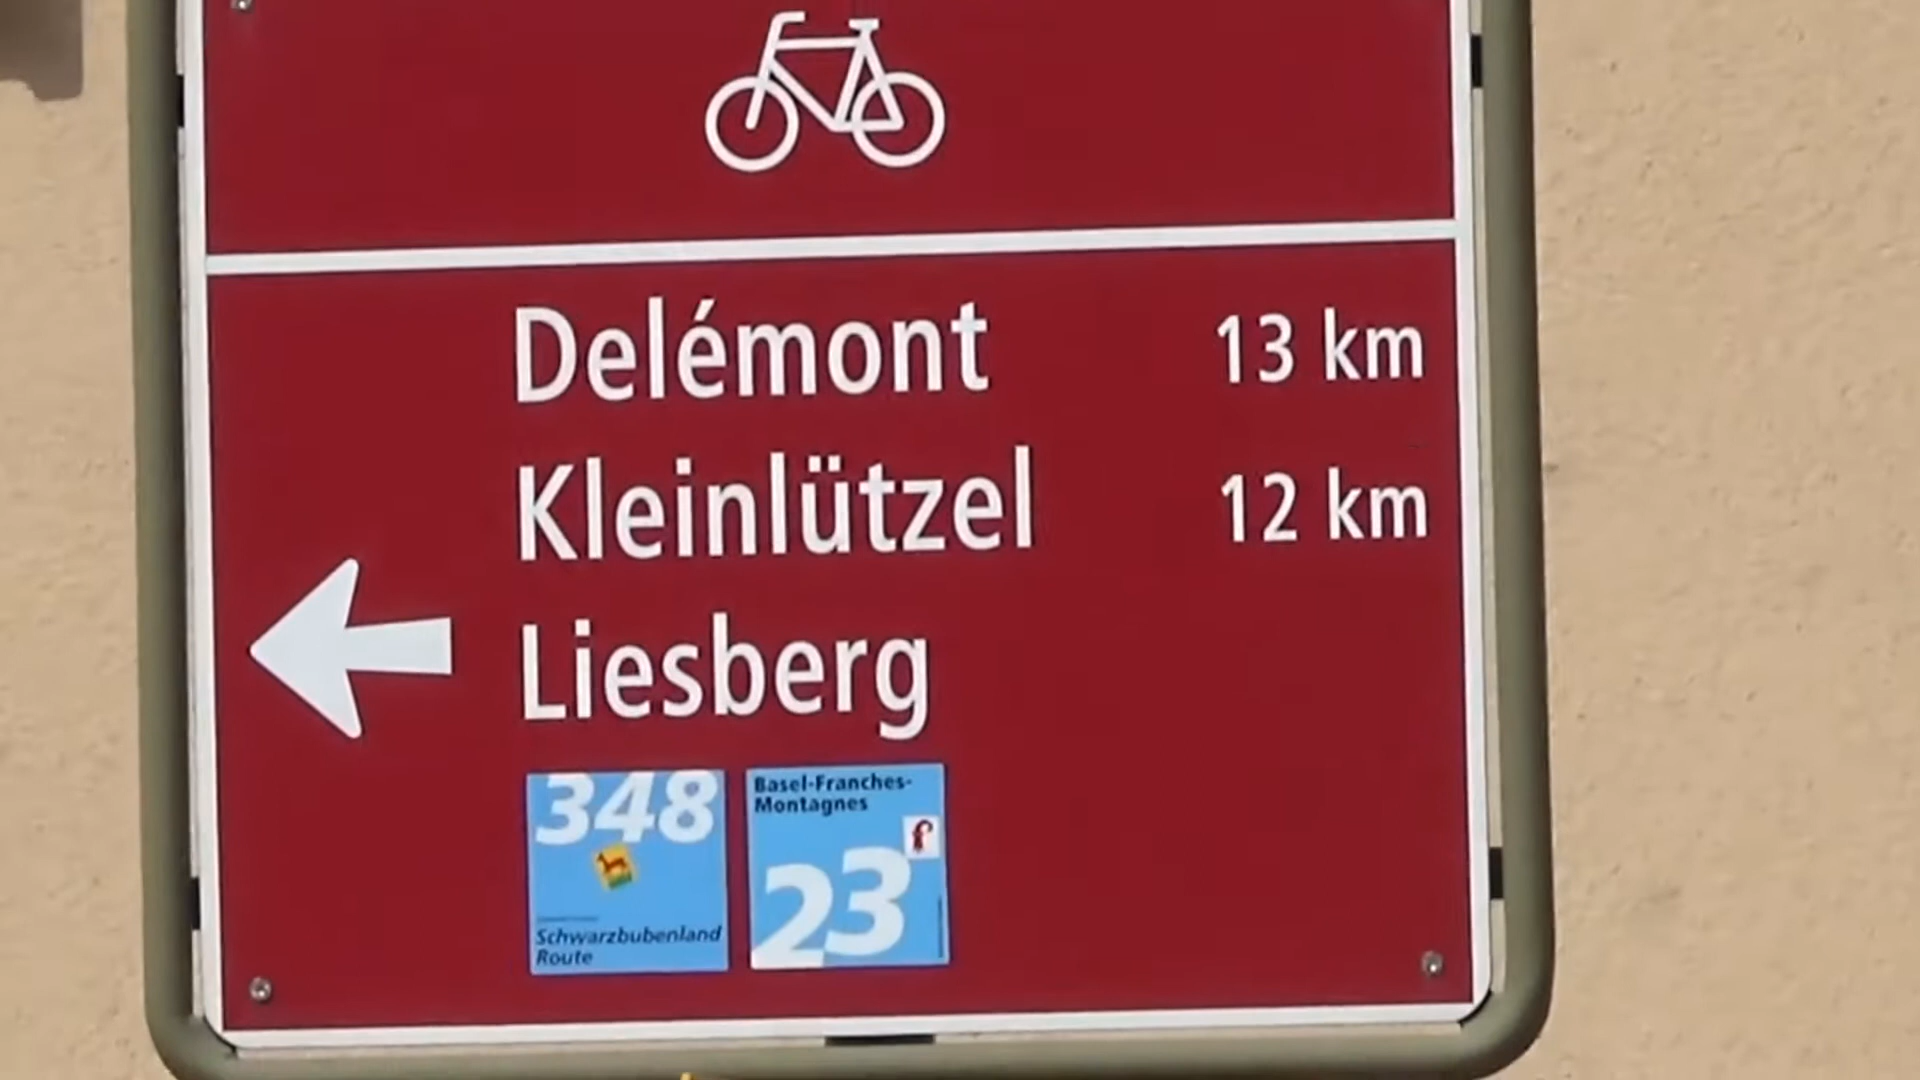 Delémont 13 km
Kleinlützel 12 km
Liesberg
348
Schwarzbubenland
Route
Basel-Franches-
Montagnes
23